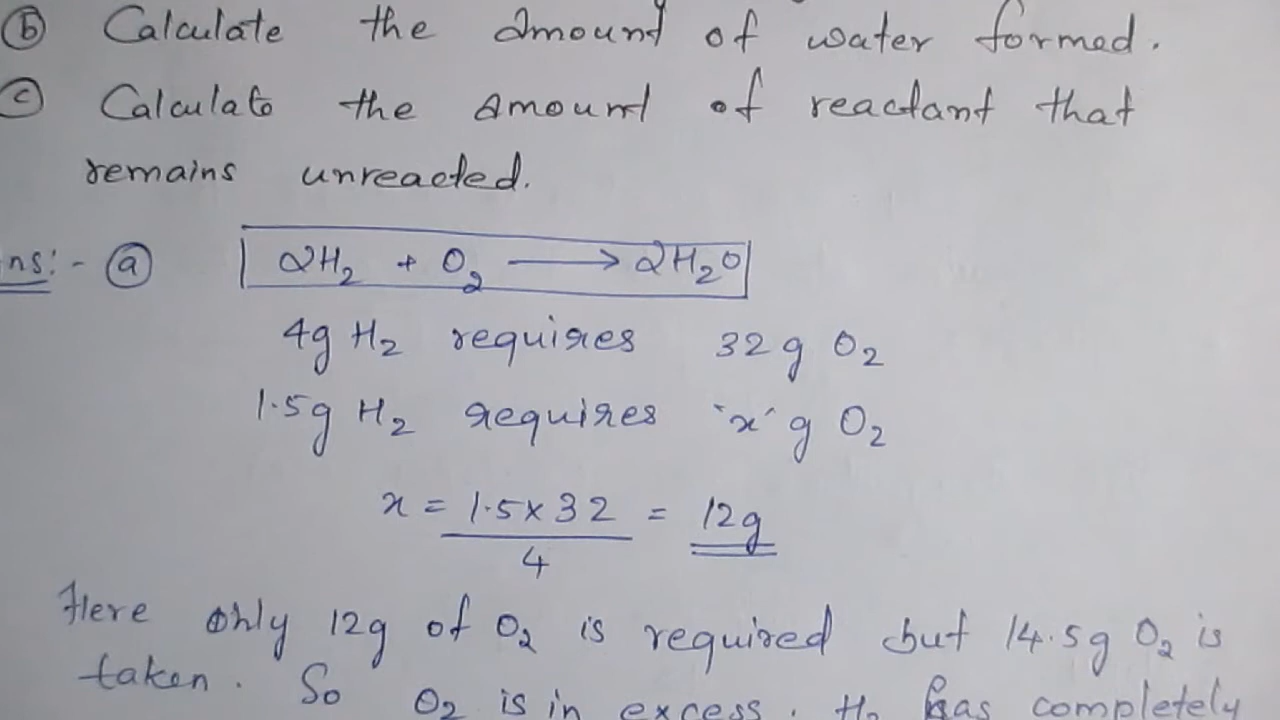 ⓑ Calculate the Amount of water formed.
ⓒ Calculate the Amount of reactant that
remains unreacted.
ns:- ⓐ 2H₂ + O₂ → 2H₂O
4g H₂ requires 32g O₂
1.5g H₂ requires 'x' g O₂
x = 1.5x32 = 12g
4
Here only 12g of O₂ is required but 14.5g O₂ is
taken. So O₂ is in excess. H₂ has completely